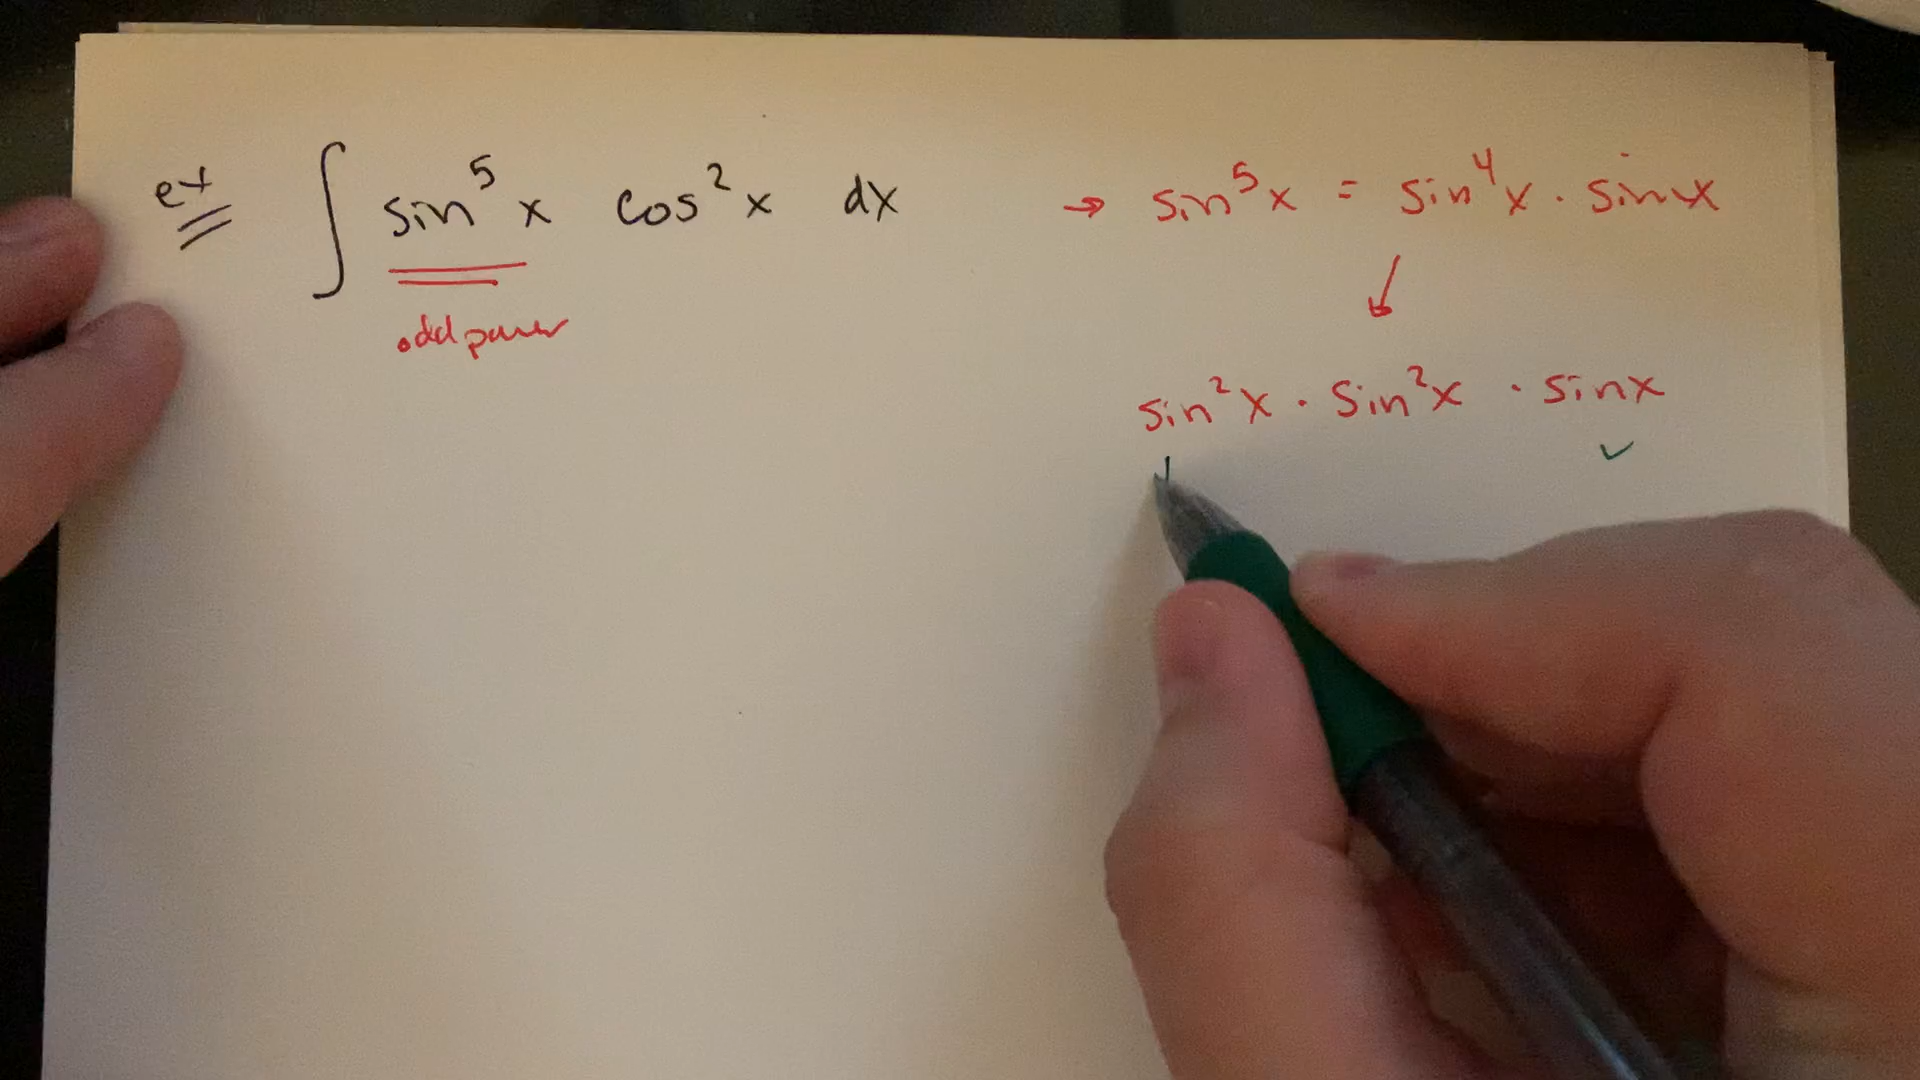 ex ∫ sin⁵x cos²x dx → sin⁵x = sin⁴x · sinx
odd power
sin²x · sin²x · sinx